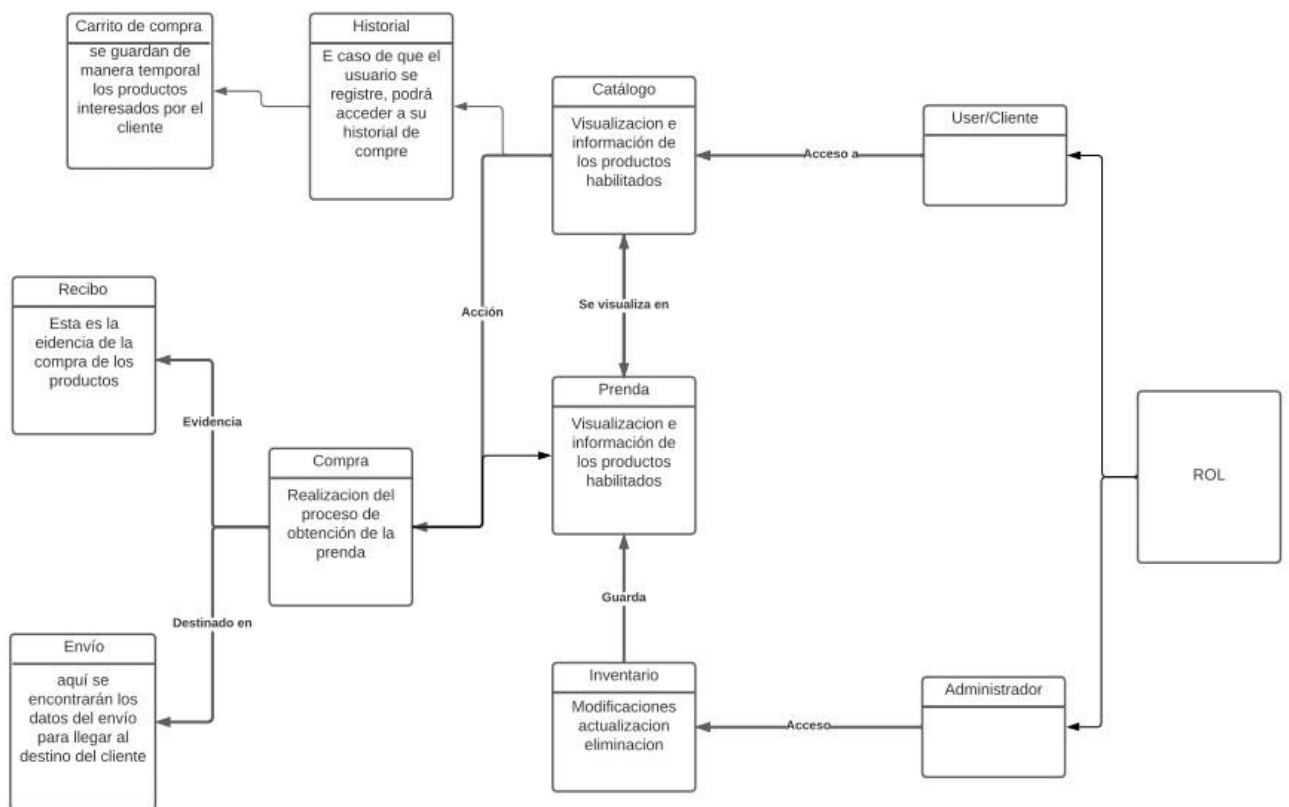 Carrito de compra
se guardan de
manera temporal
los productos
interesados por el
cliente
Historial
E caso de que el
usuario se
registre, podrá
acceder a su
historial de
compre
Catálogo
Visualizacion e
información de
los productos
habilitados
User/Cliente
Acceso a
Recibo
Esta es la
eidencia de la
compra de los
productos
Acción
Se visualiza en
Prenda
Visualizacion e
información de
los productos
habilitados
Evidencia
Compra
Realizacion del
proceso de
obtención de la
prenda
ROL
Destinado en
Guarda
Envío
aquí se
encontrarán los
datos del envío
para llegar al
destino del cliente
Inventario
Modificaciones
actualizacion
eliminacion
Acceso
Administrador